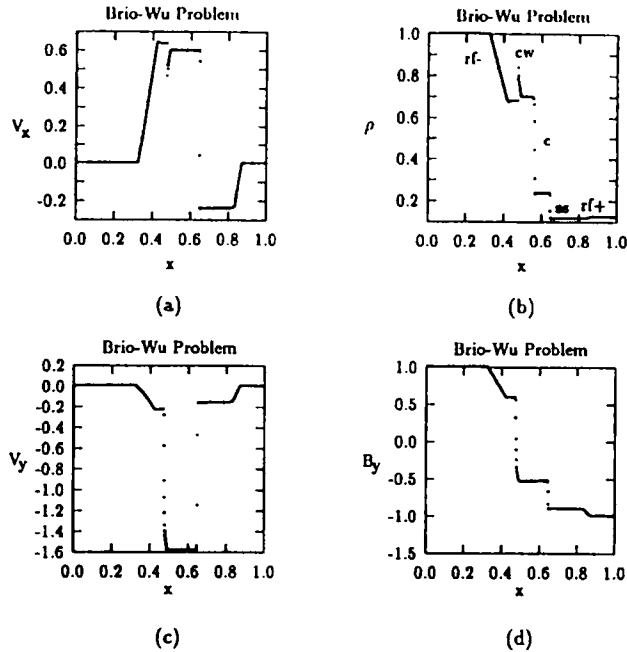 Brio-Wu Problem
0.6
0.4
0.2
0.0
-0.2
V_x
0.0 0.2 0.4 0.6 0.8 1.0
x
(a)
Brio-Wu Problem
1.0
0.8
0.6
0.4
0.2
ρ
rf-
cw
c
ss
rf+
0.0 0.2 0.4 0.6 0.8 1.0
x
(b)
Brio-Wu Problem
0.2
0.0
-0.2
-0.4
-0.6
-0.8
-1.0
-1.2
-1.4
-1.6
V_y
0.0 0.2 0.4 0.6 0.8 1.0
x
(c)
Brio-Wu Problem
1.0
0.5
0.0
-0.5
-1.0
-1.5
B_y
0.0 0.2 0.4 0.6 0.8 1.0
x
(d)